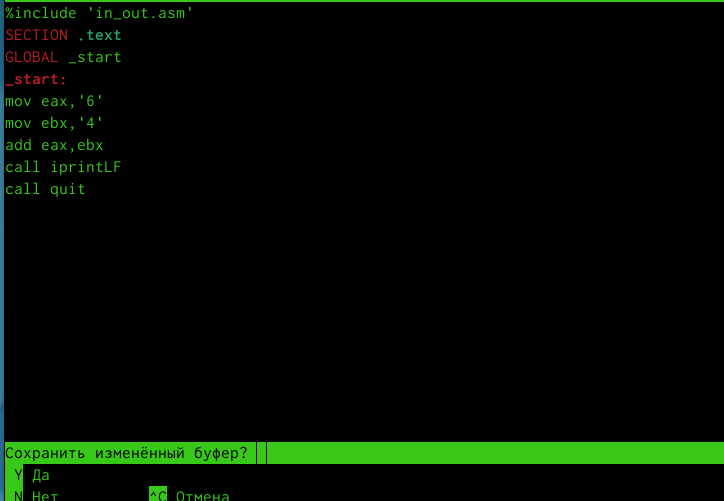 %include 'in_out.asm'
SECTION .text
GLOBAL _start
_start:
mov eax,'6'
mov ebx,'4'
add eax,ebx
call iprintLF
call quit
Сохранить изменённый буфер?
Y Да
N Нет ^C Отмена